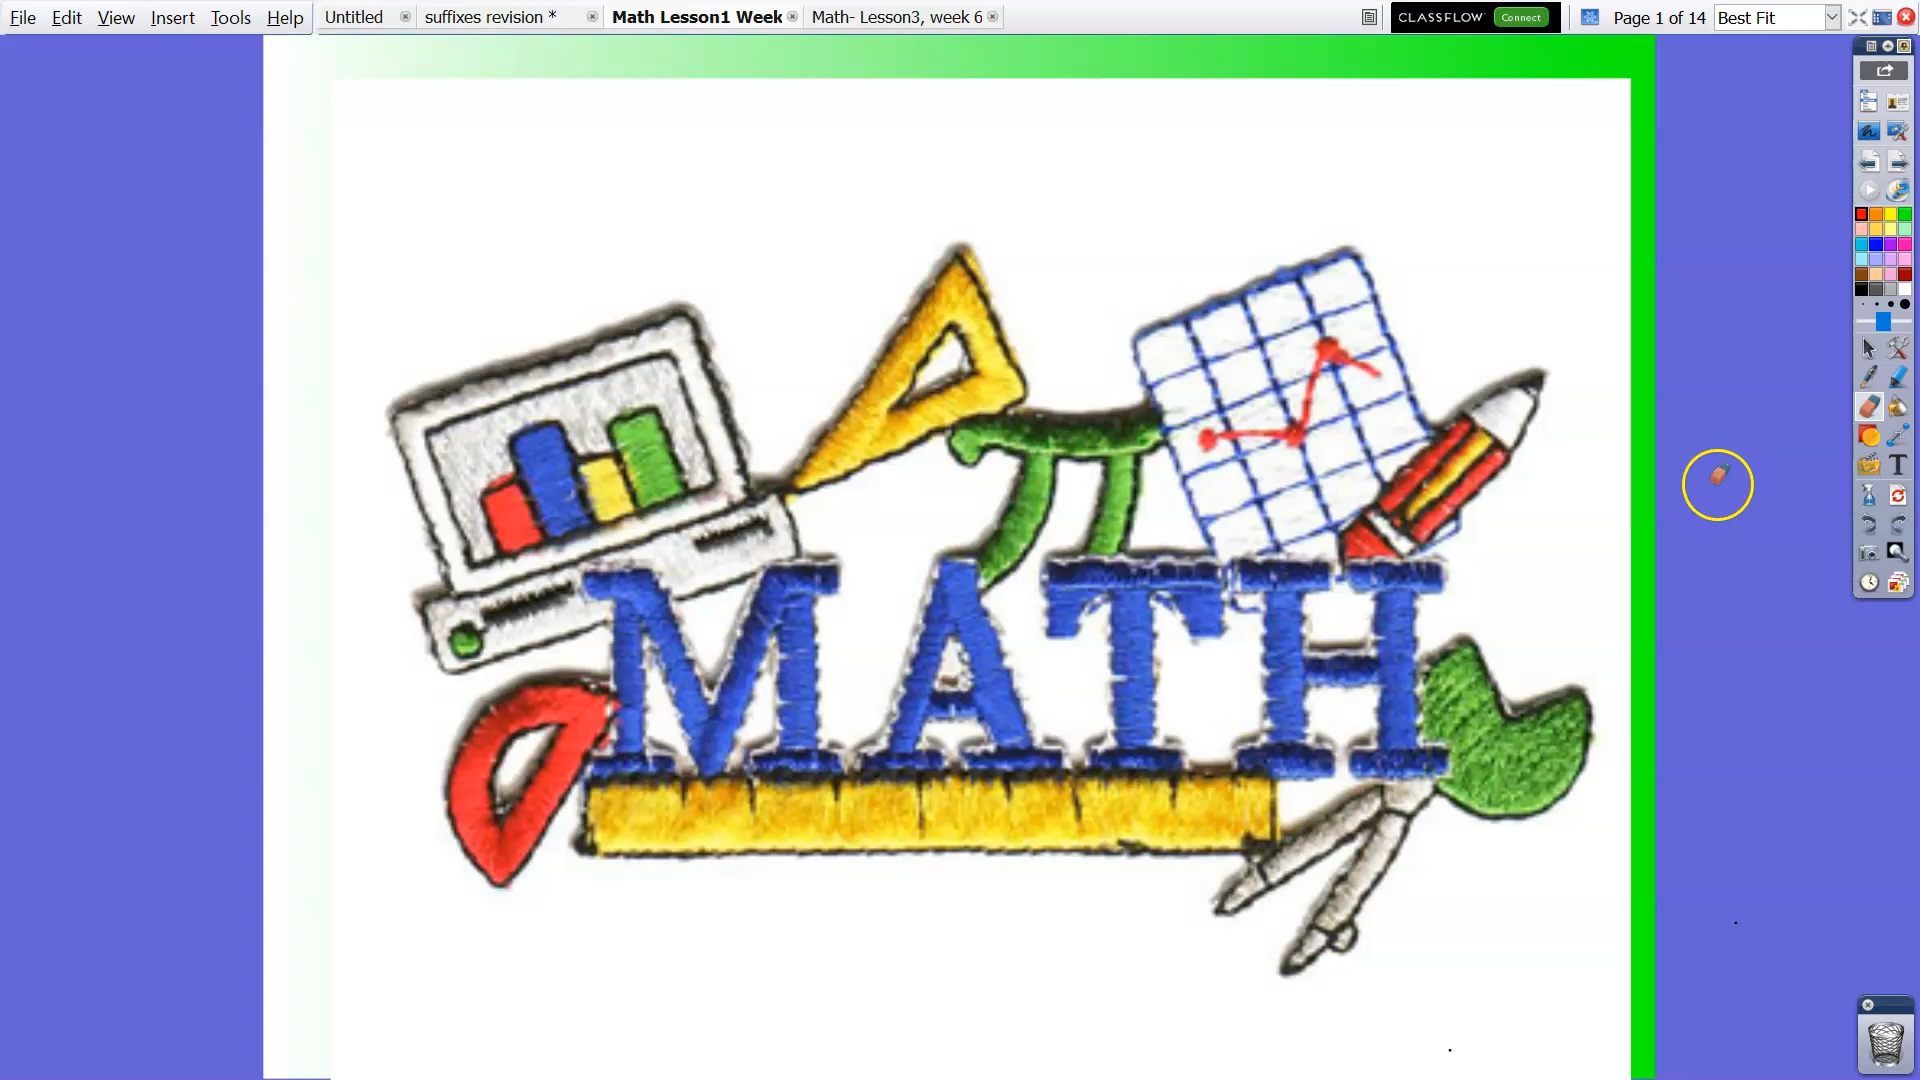 File Edit View Insert Tools Help
Untitled
suffixes revision *
Math Lesson1 Week
Math- Lesson3, week 6
CLASSFLOW Connect
Page 1 of 14
Best Fit
T
π
MATH